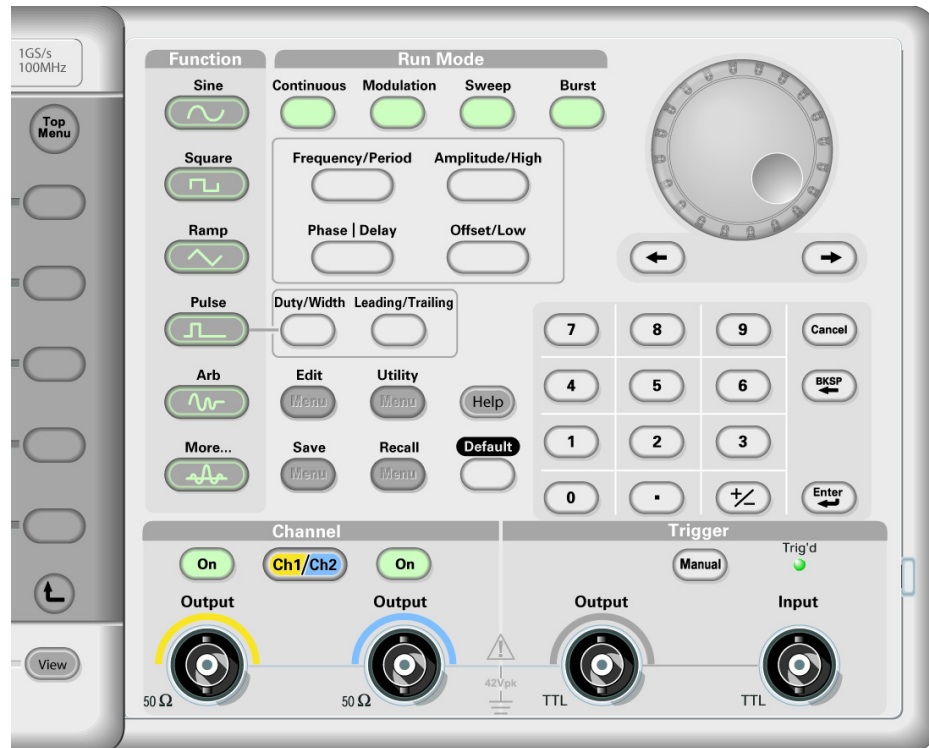 1GS/s
100MHz
Top
Menu
View
Function
Run Mode
Sine
Continuous
Modulation
Sweep
Burst
Square
Frequency/Period
Amplitude/High
Ramp
Phase | Delay
Offset/Low
Pulse
Duty/Width
Leading/Trailing
Arb
Edit
Menu
Utility
Menu
Help
More...
Save
Menu
Recall
Menu
Default
7
8
9
Cancel
4
5
6
BKSP
1
2
3
0
.
+/−
Enter
Channel
Trigger
On
Ch1/Ch2
On
Manual
Trig'd
Output
Output
Output
Input
50 Ω
50 Ω
42Vpk
TTL
TTL